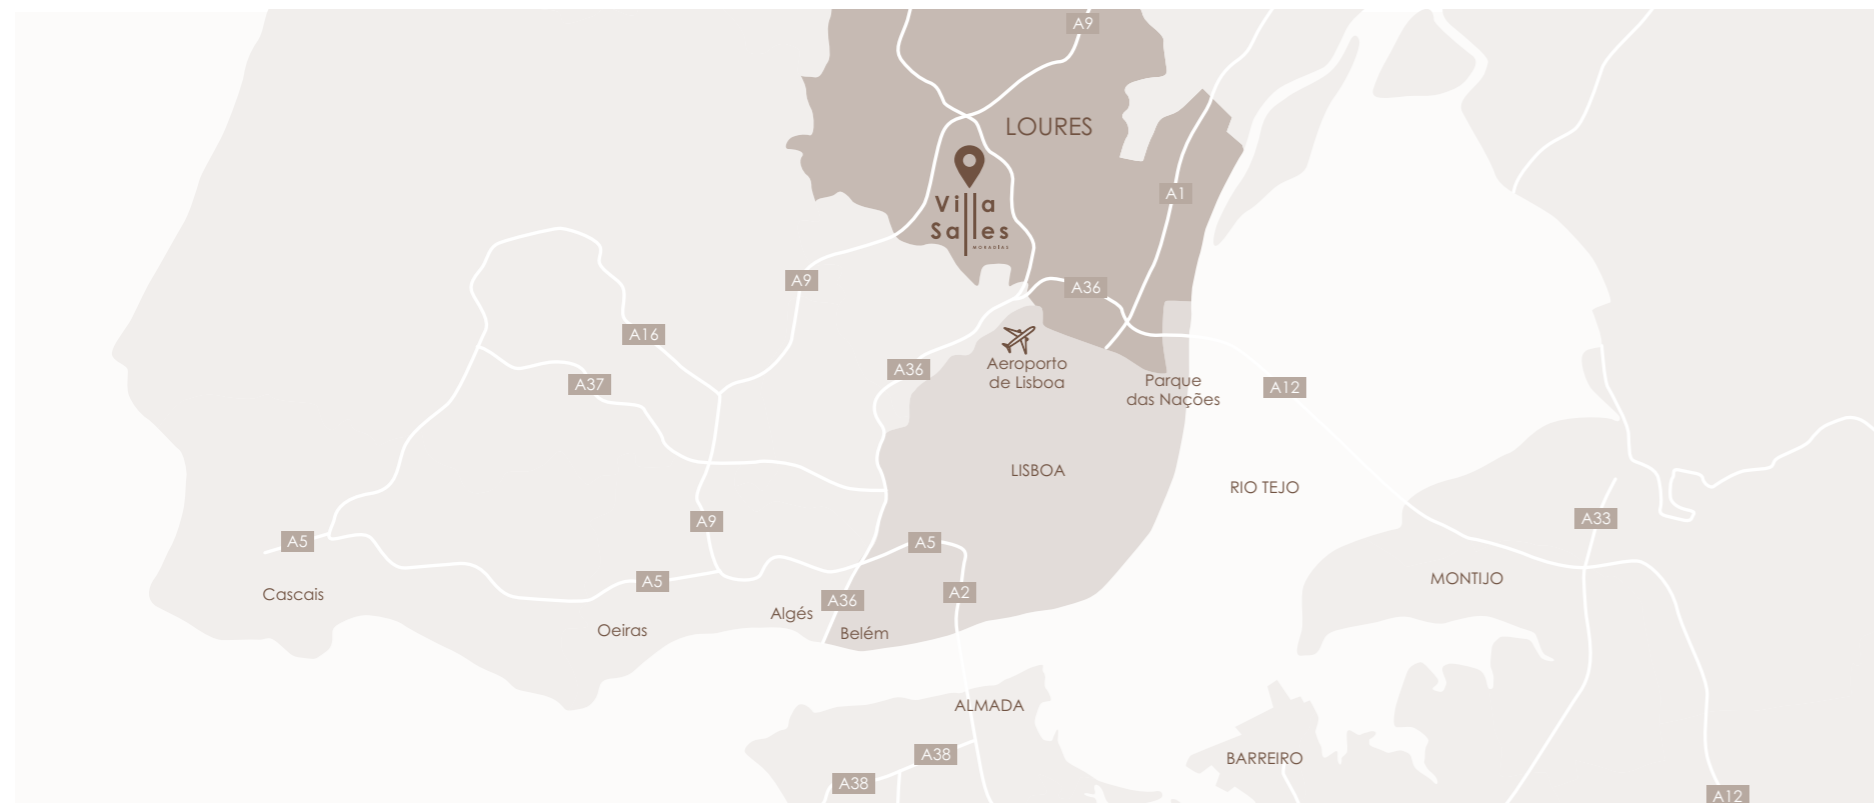 A9
LOURES
A1
Villa
Salles
MORADIAS
A9
A36
A16
A36
Aeroporto
de Lisboa
A37
Parque
das Nações
A12
LISBOA
RIO TEJO
A9
A33
A5
A5
A5
MONTIJO
Cascais
A2
A36
Algés
Oeiras
Belém
ALMADA
A38
BARREIRO
A38
A12